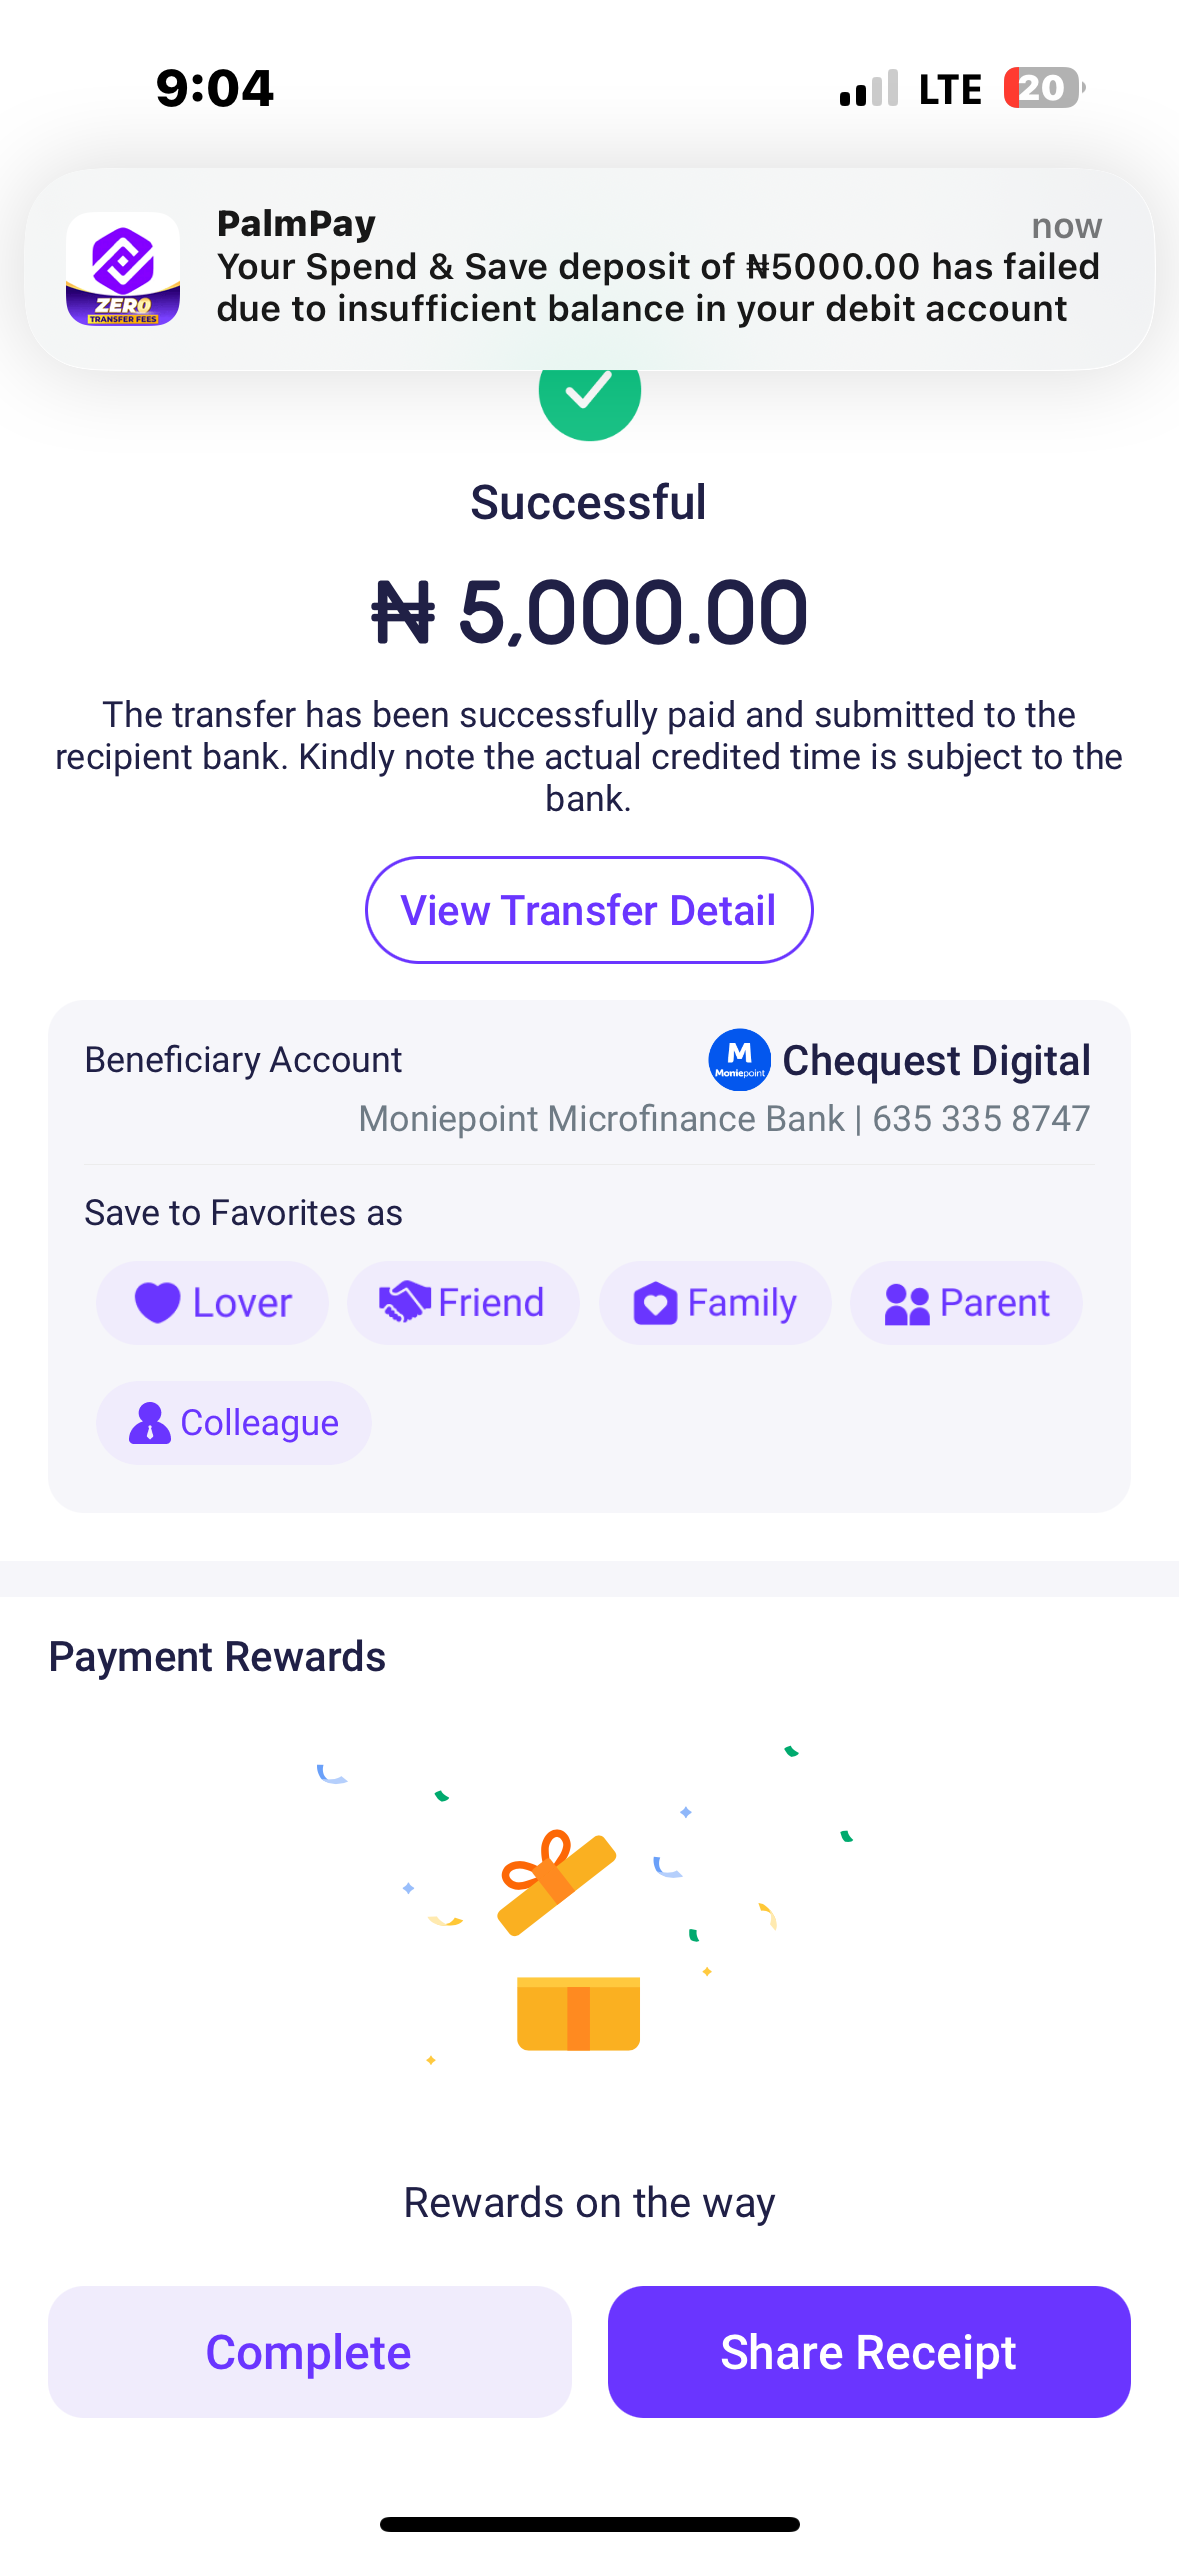 9:04
LTE
20
PalmPay
now
Your Spend & Save deposit of ₦5000.00 has failed
due to insufficient balance in your debit account
ZERO
TRANSFER FEES
Successful
₦ 5,000.00
The transfer has been successfully paid and submitted to the
recipient bank. Kindly note the actual credited time is subject to the
bank.
View Transfer Detail
Beneficiary Account
M
Moniepoint
Chequest Digital
Moniepoint Microfinance Bank | 635 335 8747
Save to Favorites as
Lover
Friend
Family
Parent
Colleague
Payment Rewards
Rewards on the way
Complete
Share Receipt